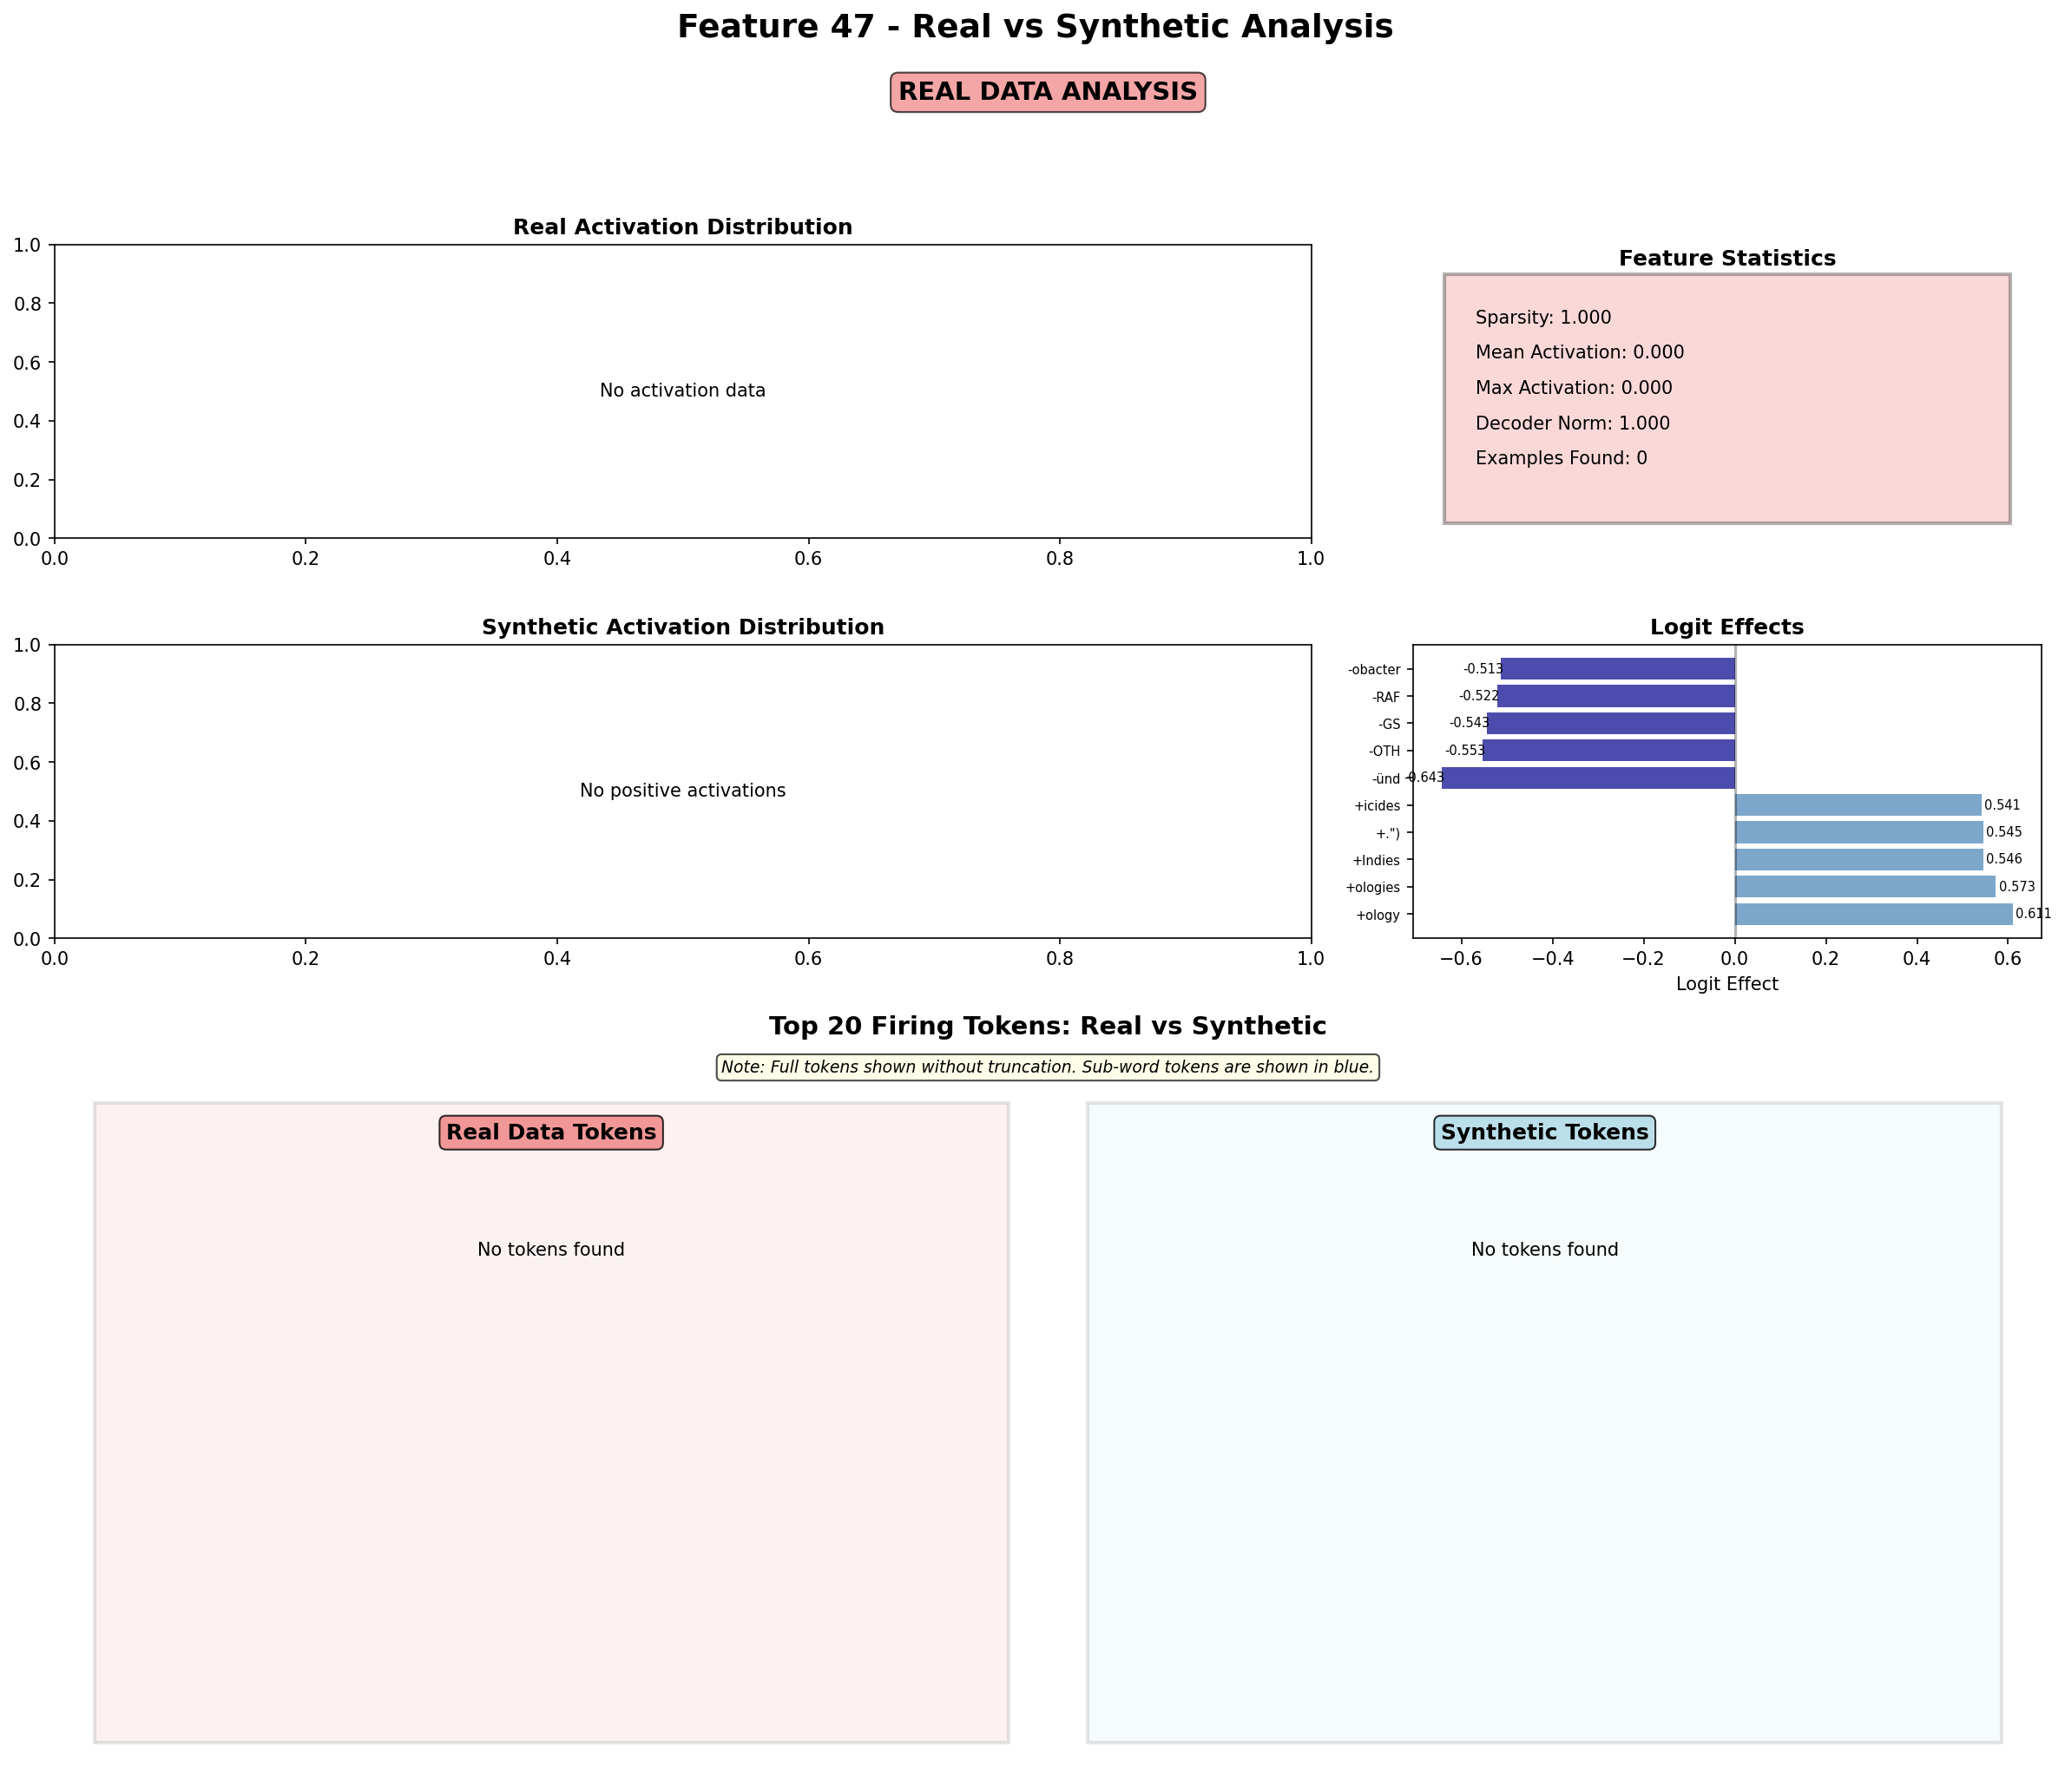 Feature 47 - Real vs Synthetic Analysis
REAL DATA ANALYSIS
Real Activation Distribution
1.0
0.8
0.6
0.4
0.2
0.0
No activation data
0.0 0.2 0.4 0.6 0.8 1.0
Feature Statistics
Sparsity: 1.000
Mean Activation: 0.000
Max Activation: 0.000
Decoder Norm: 1.000
Examples Found: 0
Synthetic Activation Distribution
1.0
0.8
0.6
0.4
0.2
0.0
No positive activations
0.0 0.2 0.4 0.6 0.8 1.0
Logit Effects
-obacter -0.513
-RAF -0.522
-GS -0.543
-OTH -0.553
-ünd -0.643
+icides 0.541
+.") 0.545
+Indies 0.546
+ologies 0.573
+ology 0.611
−0.6 −0.4 −0.2 0.0 0.2 0.4 0.6
Logit Effect
Top 20 Firing Tokens: Real vs Synthetic
Note: Full tokens shown without truncation. Sub-word tokens are shown in blue.
Real Data Tokens
No tokens found
Synthetic Tokens
No tokens found